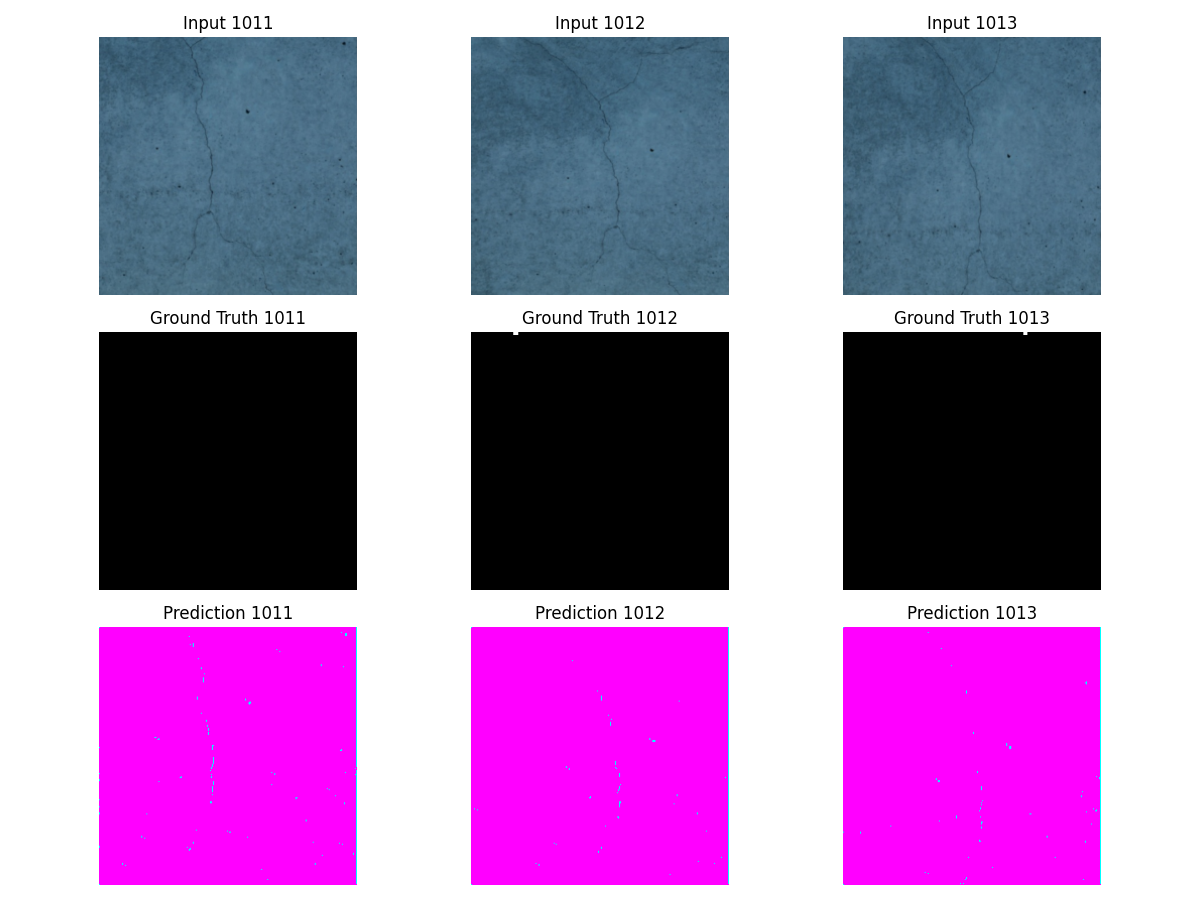 Input 1011
Input 1012
Input 1013
Ground Truth 1011
Ground Truth 1012
Ground Truth 1013
Prediction 1011
Prediction 1012
Prediction 1013